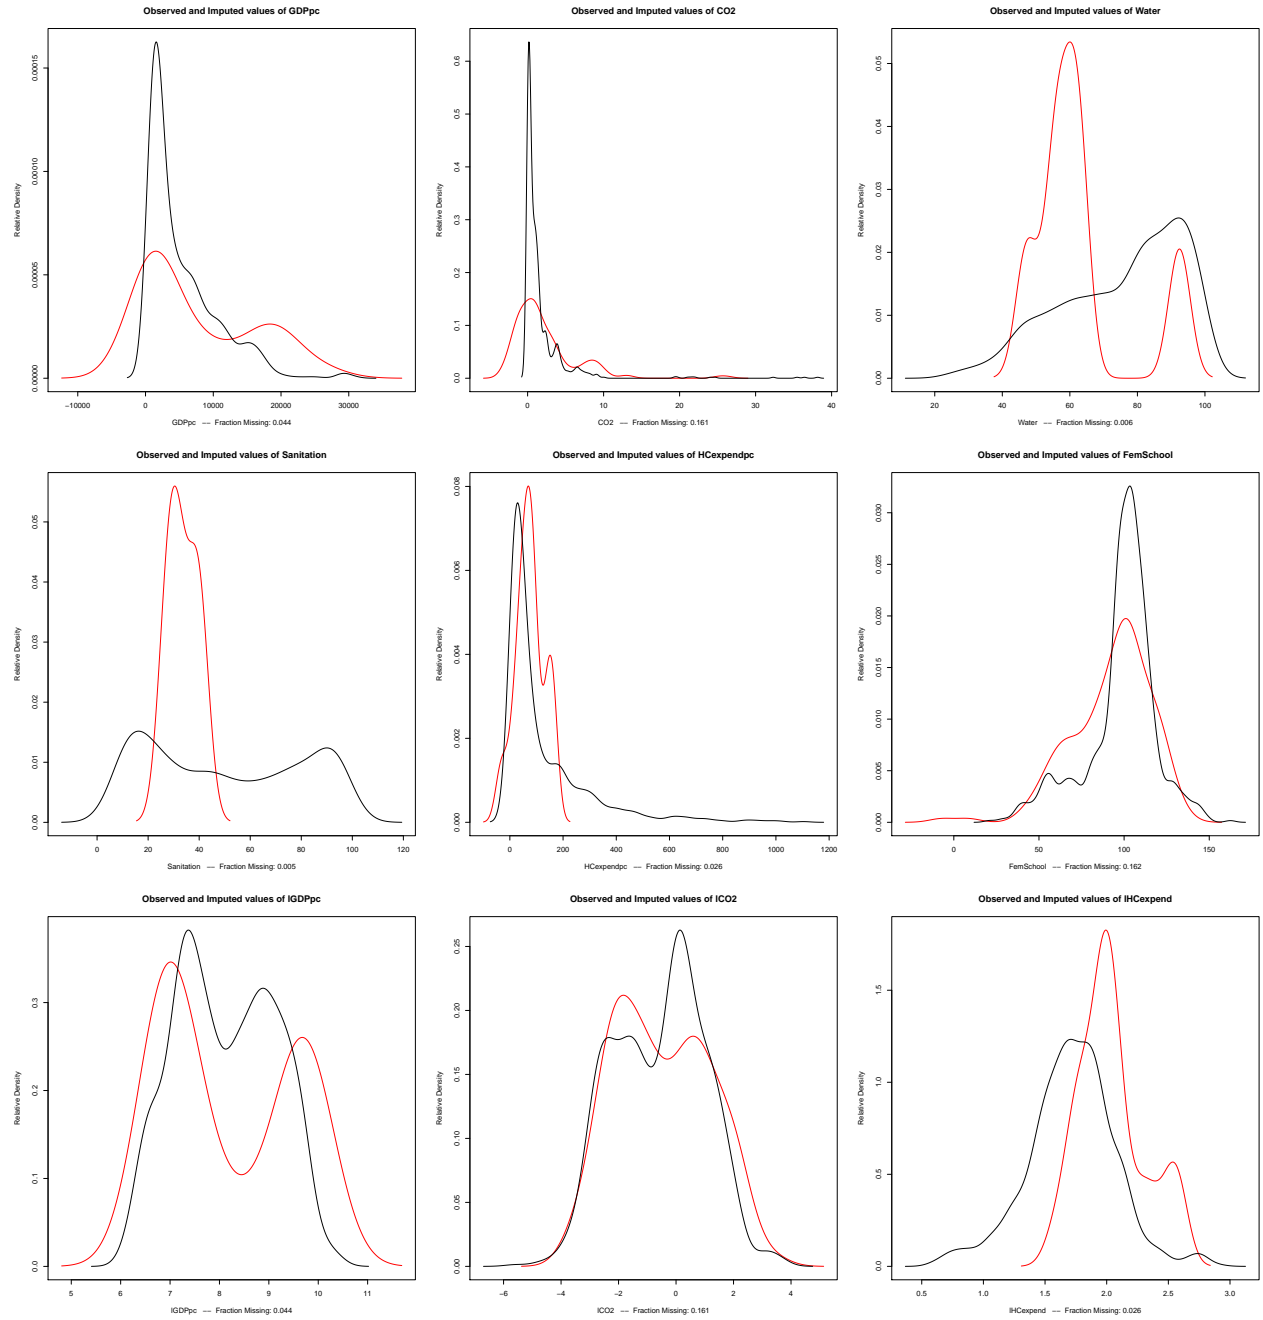 Observed and Imputed values of GDPpc
Relative Density
0.00000 0.00005 0.00010 0.00015
−10000 0 10000 20000 30000
GDPpc −− Fraction Missing: 0.044
Observed and Imputed values of CO2
Relative Density
0.0 0.1 0.2 0.3 0.4 0.5 0.6
0 10 20 30 40
CO2 −− Fraction Missing: 0.161
Observed and Imputed values of Water
Relative Density
0.00 0.01 0.02 0.03 0.04 0.05
20 40 60 80 100
Water −− Fraction Missing: 0.006
Observed and Imputed values of Sanitation
Relative Density
0.00 0.01 0.02 0.03 0.04 0.05
0 20 40 60 80 100 120
Sanitation −− Fraction Missing: 0.005
Observed and Imputed values of HCexpendpc
Relative Density
0.000 0.002 0.004 0.006 0.008
0 200 400 600 800 1000 1200
HCexpendpc −− Fraction Missing: 0.026
Observed and Imputed values of FemSchool
Relative Density
0.000 0.005 0.010 0.015 0.020 0.025 0.030
0 50 100 150
FemSchool −− Fraction Missing: 0.162
Observed and Imputed values of lGDPpc
Relative Density
0.0 0.1 0.2 0.3
5 6 7 8 9 10 11
lGDPpc −− Fraction Missing: 0.044
Observed and Imputed values of lCO2
Relative Density
0.00 0.05 0.10 0.15 0.20 0.25
−6 −4 −2 0 2 4
lCO2 −− Fraction Missing: 0.161
Observed and Imputed values of lHCexpend
Relative Density
0.0 0.5 1.0 1.5
0.5 1.0 1.5 2.0 2.5 3.0
lHCexpend −− Fraction Missing: 0.026